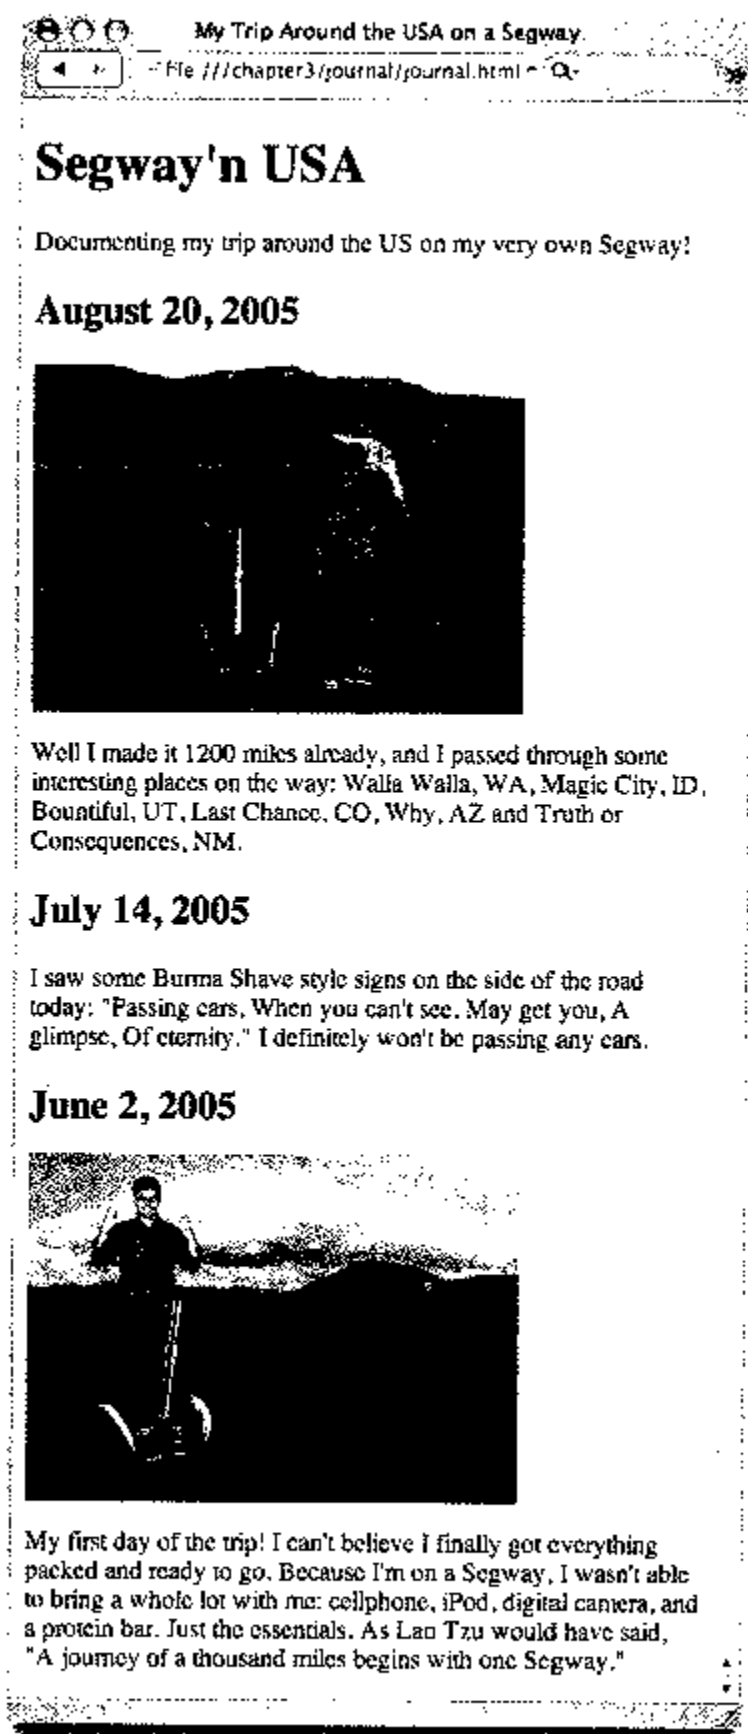 My Trip Around the USA on a Segway
file:///chapter3/journal/journal.html
Segway'n USA
Documenting my trip around the US on my very own Segway!
August 20, 2005
Well I made it 1200 miles already, and I passed through some
interesting places on the way: Walla Walla, WA, Magic City, ID,
Bountiful, UT, Last Chance, CO, Why, AZ and Truth or
Consequences, NM.
July 14, 2005
I saw some Burma Shave style signs on the side of the road
today: "Passing cars, When you can't see, May get you, A
glimpse, Of eternity." I definitely won't be passing any cars.
June 2, 2005
My first day of the trip! I can't believe I finally got everything
packed and ready to go. Because I'm on a Segway, I wasn't able
to bring a whole lot with me: cellphone, iPod, digital camera, and
a protein bar. Just the essentials. As Lao Tzu would have said,
"A journey of a thousand miles begins with one Segway."